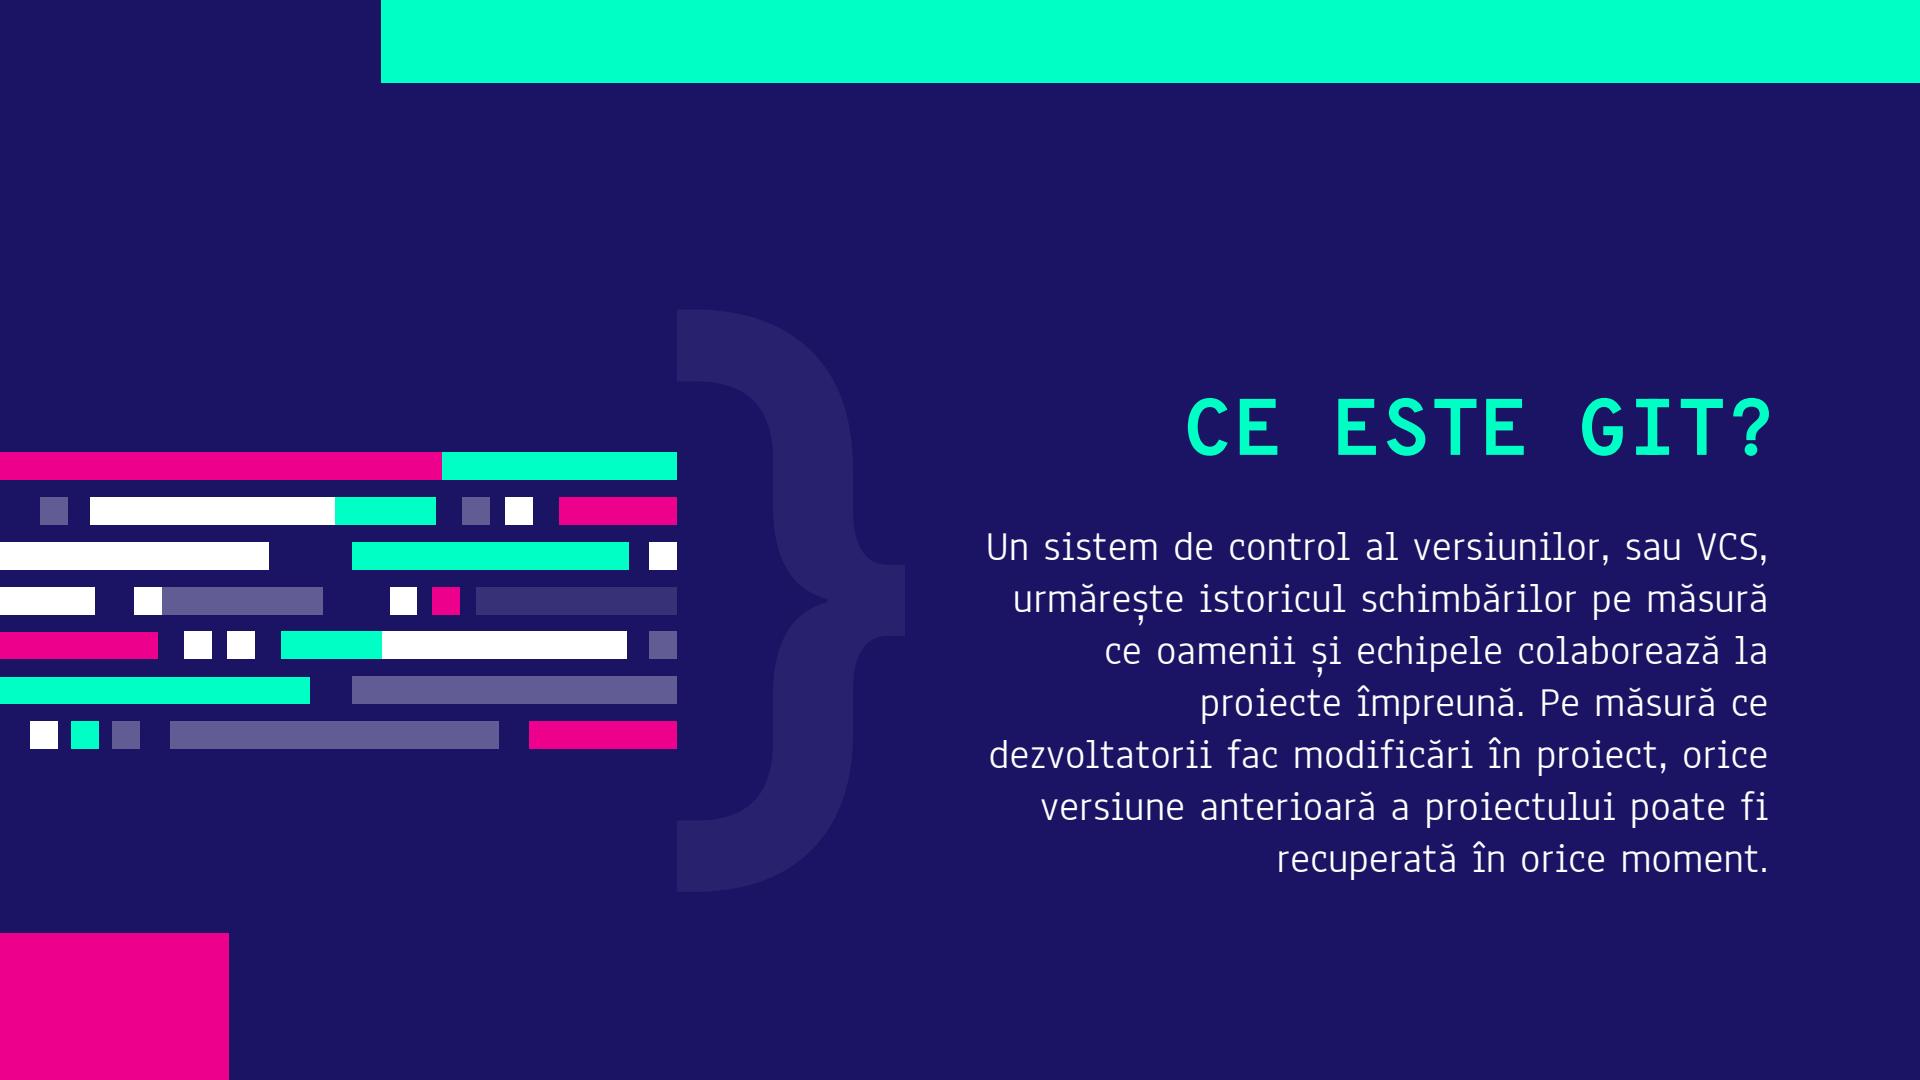 CE ESTE GIT?
Un sistem de control al versiunilor, sau VCS,
urmărește istoricul schimbărilor pe măsură
ce oamenii și echipele colaborează la
proiecte împreună. Pe măsură ce
dezvoltatorii fac modificări în proiect, orice
versiune anterioară a proiectului poate fi
recuperată în orice moment.
}